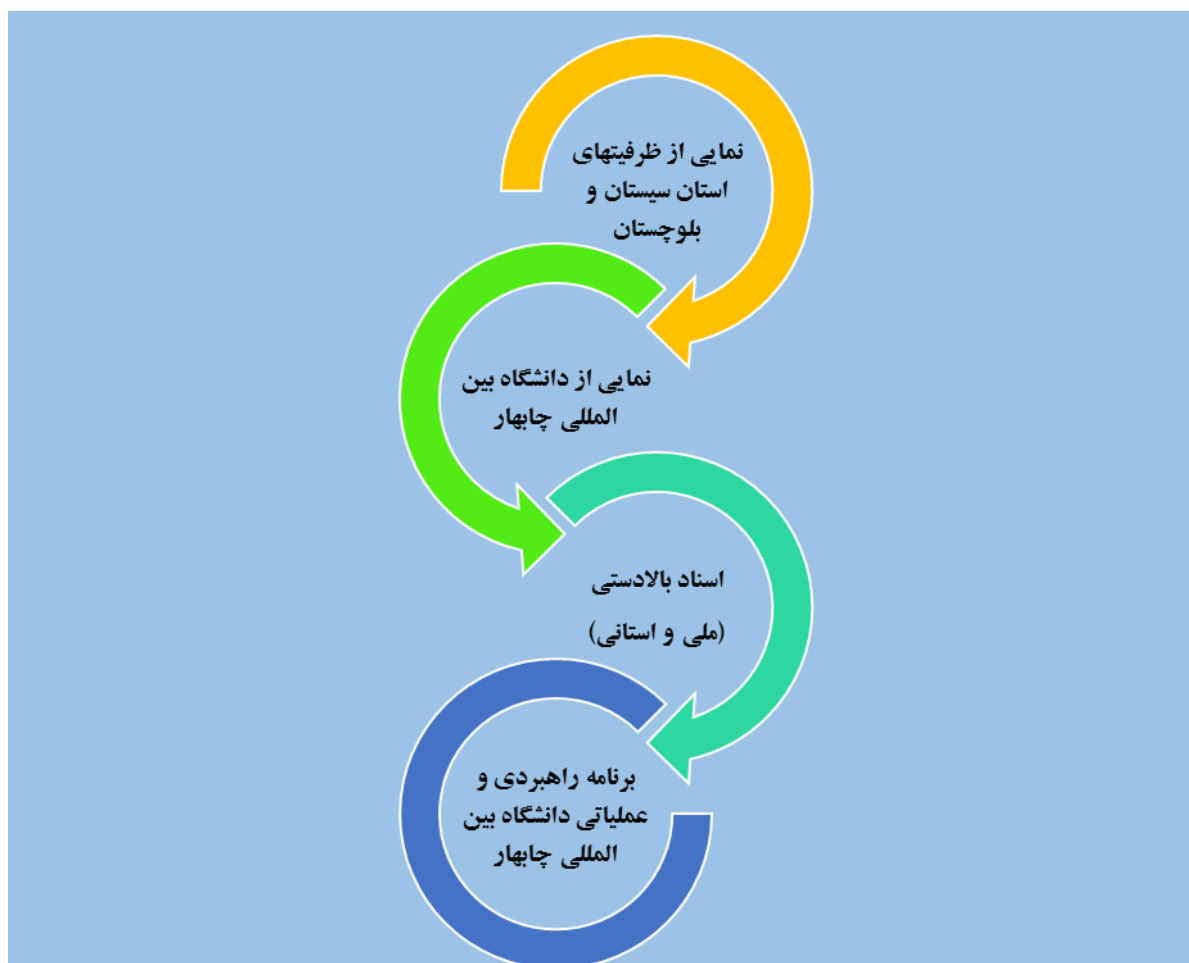 نمایی از ظرفیتهای
استان سیستان و
بلوچستان
نمایی از دانشگاه بین
المللی چابهار
اسناد بالادستی
(ملی و استانی)
برنامه راهبردی و
عملیاتی دانشگاه بین
المللی چابهار